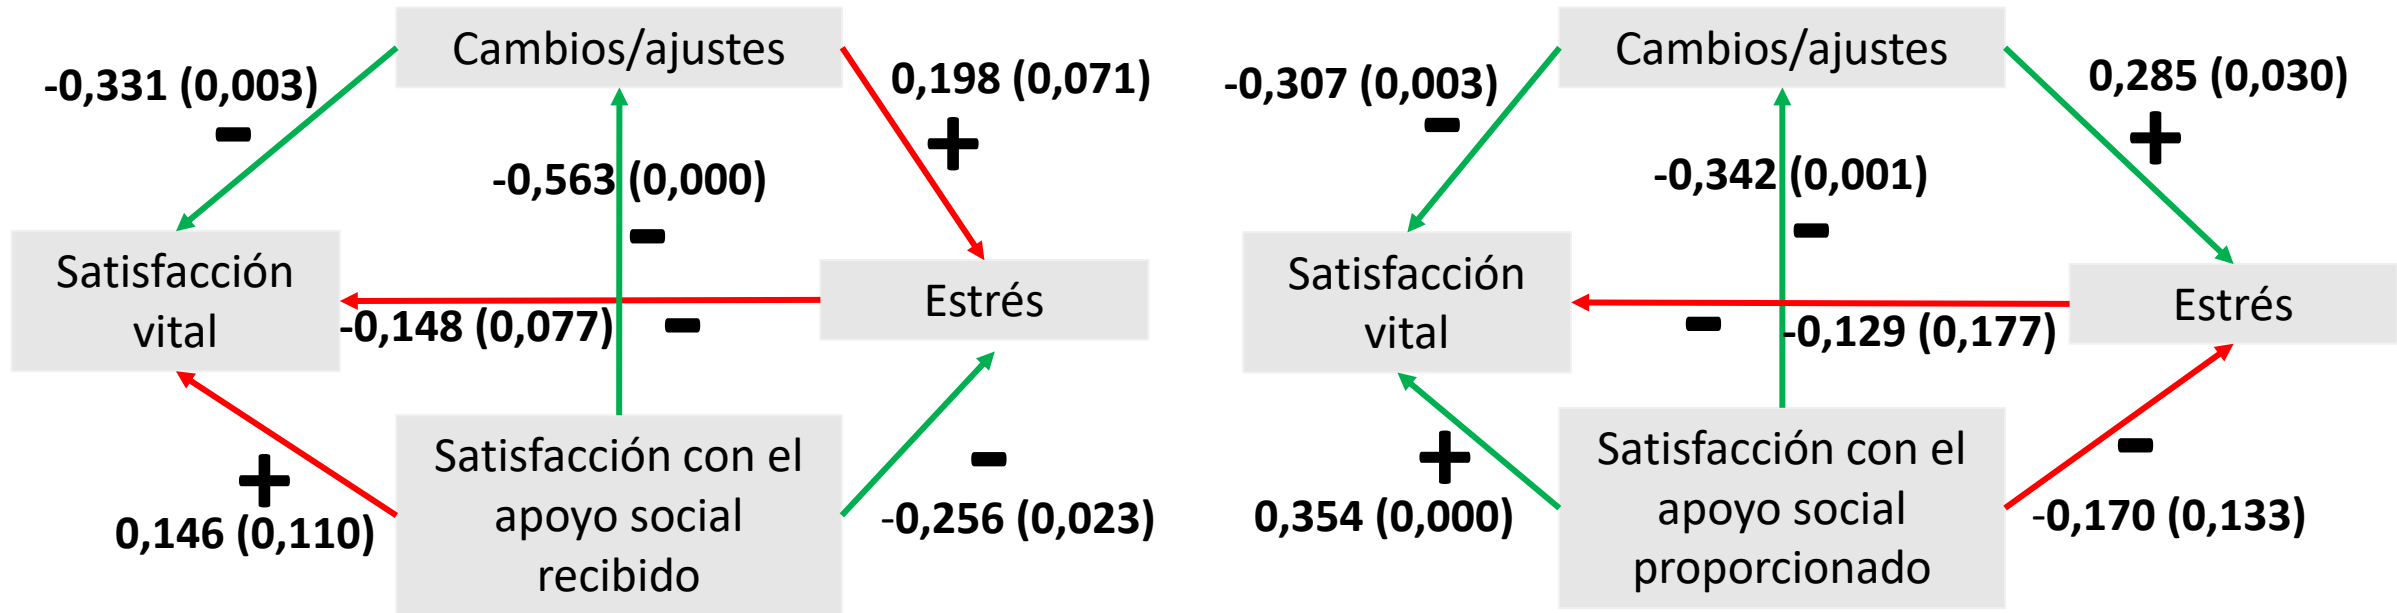 Cambios/ajustes
-0,331 (0,003)
-
0,198 (0,071)
+
-0,563 (0,000)
-
Satisfacción
vital
Estrés
-0,148 (0,077)
-
Satisfacción con el
apoyo social
recibido
+
0,146 (0,110)
-
-0,256 (0,023)
Cambios/ajustes
-0,307 (0,003)
-
0,285 (0,030)
+
-0,342 (0,001)
-
Satisfacción
vital
Estrés
-
-0,129 (0,177)
Satisfacción con el
apoyo social
proporcionado
+
0,354 (0,000)
-
-0,170 (0,133)